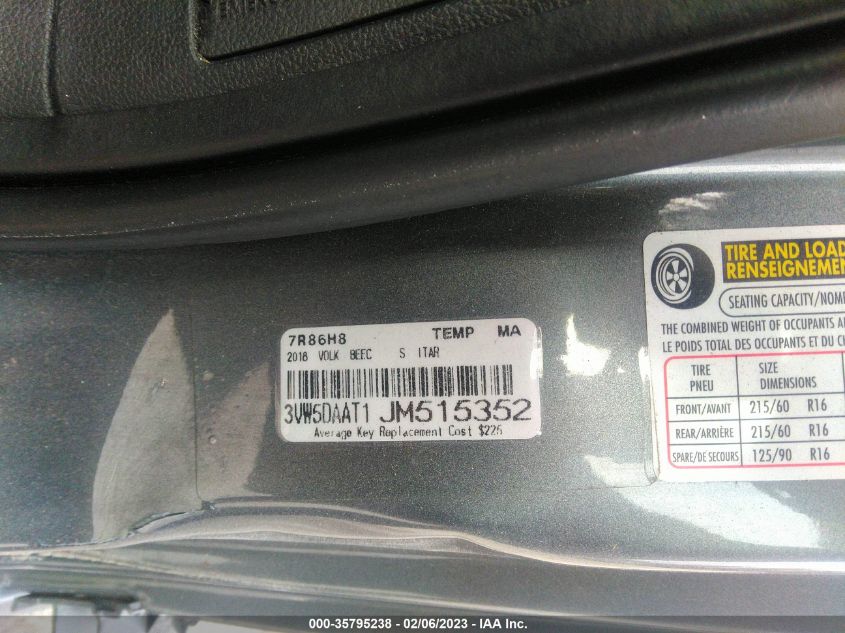 7R86H8 TEMP MA
2018 VOLK BEEC S ITAR
3VW5DAAT1 JM515352
Average Key Replacement Cost $225
TIRE AND LOAD
RENSEIGNEMEN
SEATING CAPACITY/NOMB
THE COMBINED WEIGHT OF OCCUPANTS A
LE POIDS TOTAL DES OCCUPANTS ET DU C
TIRE SIZE
PNEU DIMENSIONS
FRONT/AVANT 215/60 R16
REAR/ARRIÈRE 215/60 R16
SPARE/DE SECOURS 125/90 R16
000-35795238 - 02/06/2023 - IAA Inc.